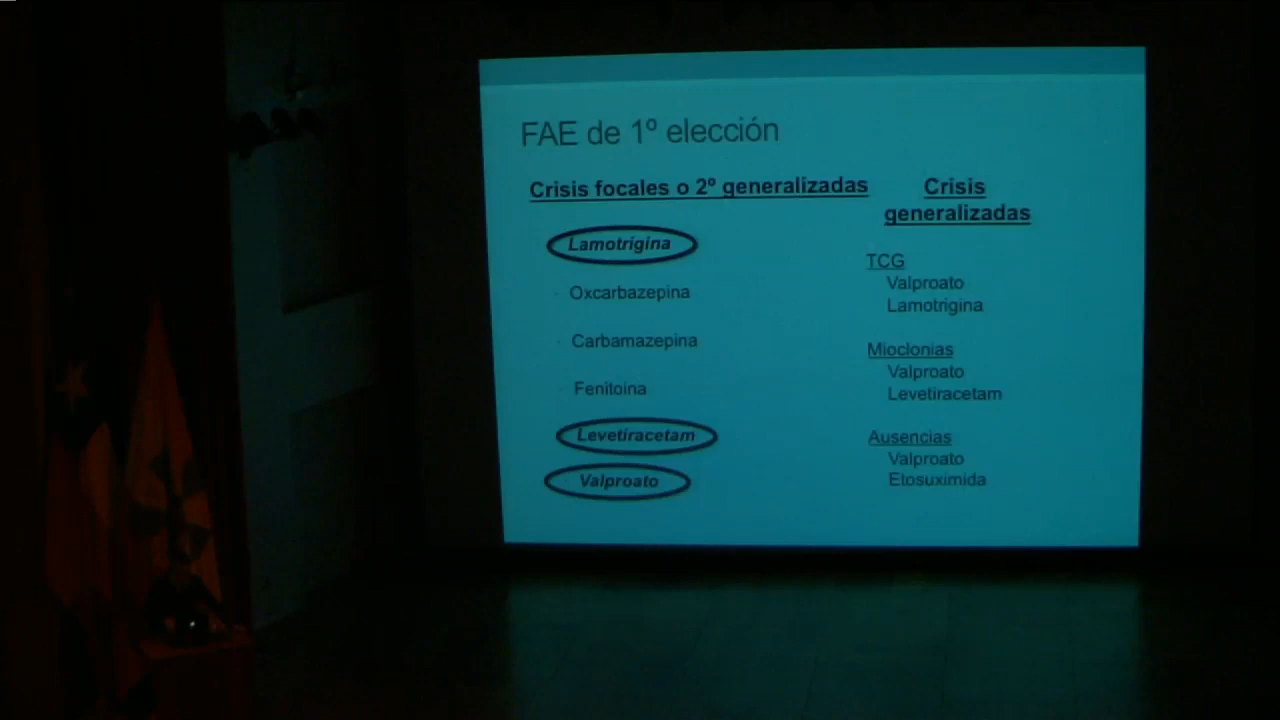 FAE de 1º elección
Crisis focales o 2º generalizadas
Lamotrigina
Oxcarbazepina
Carbamazepina
Fenitoina
Levetiracetam
Valproato
Crisis
generalizadas
TCG
Valproato
Lamotrigina
Mioclonias
Valproato
Levetiracetam
Ausencias
Valproato
Etosuximida